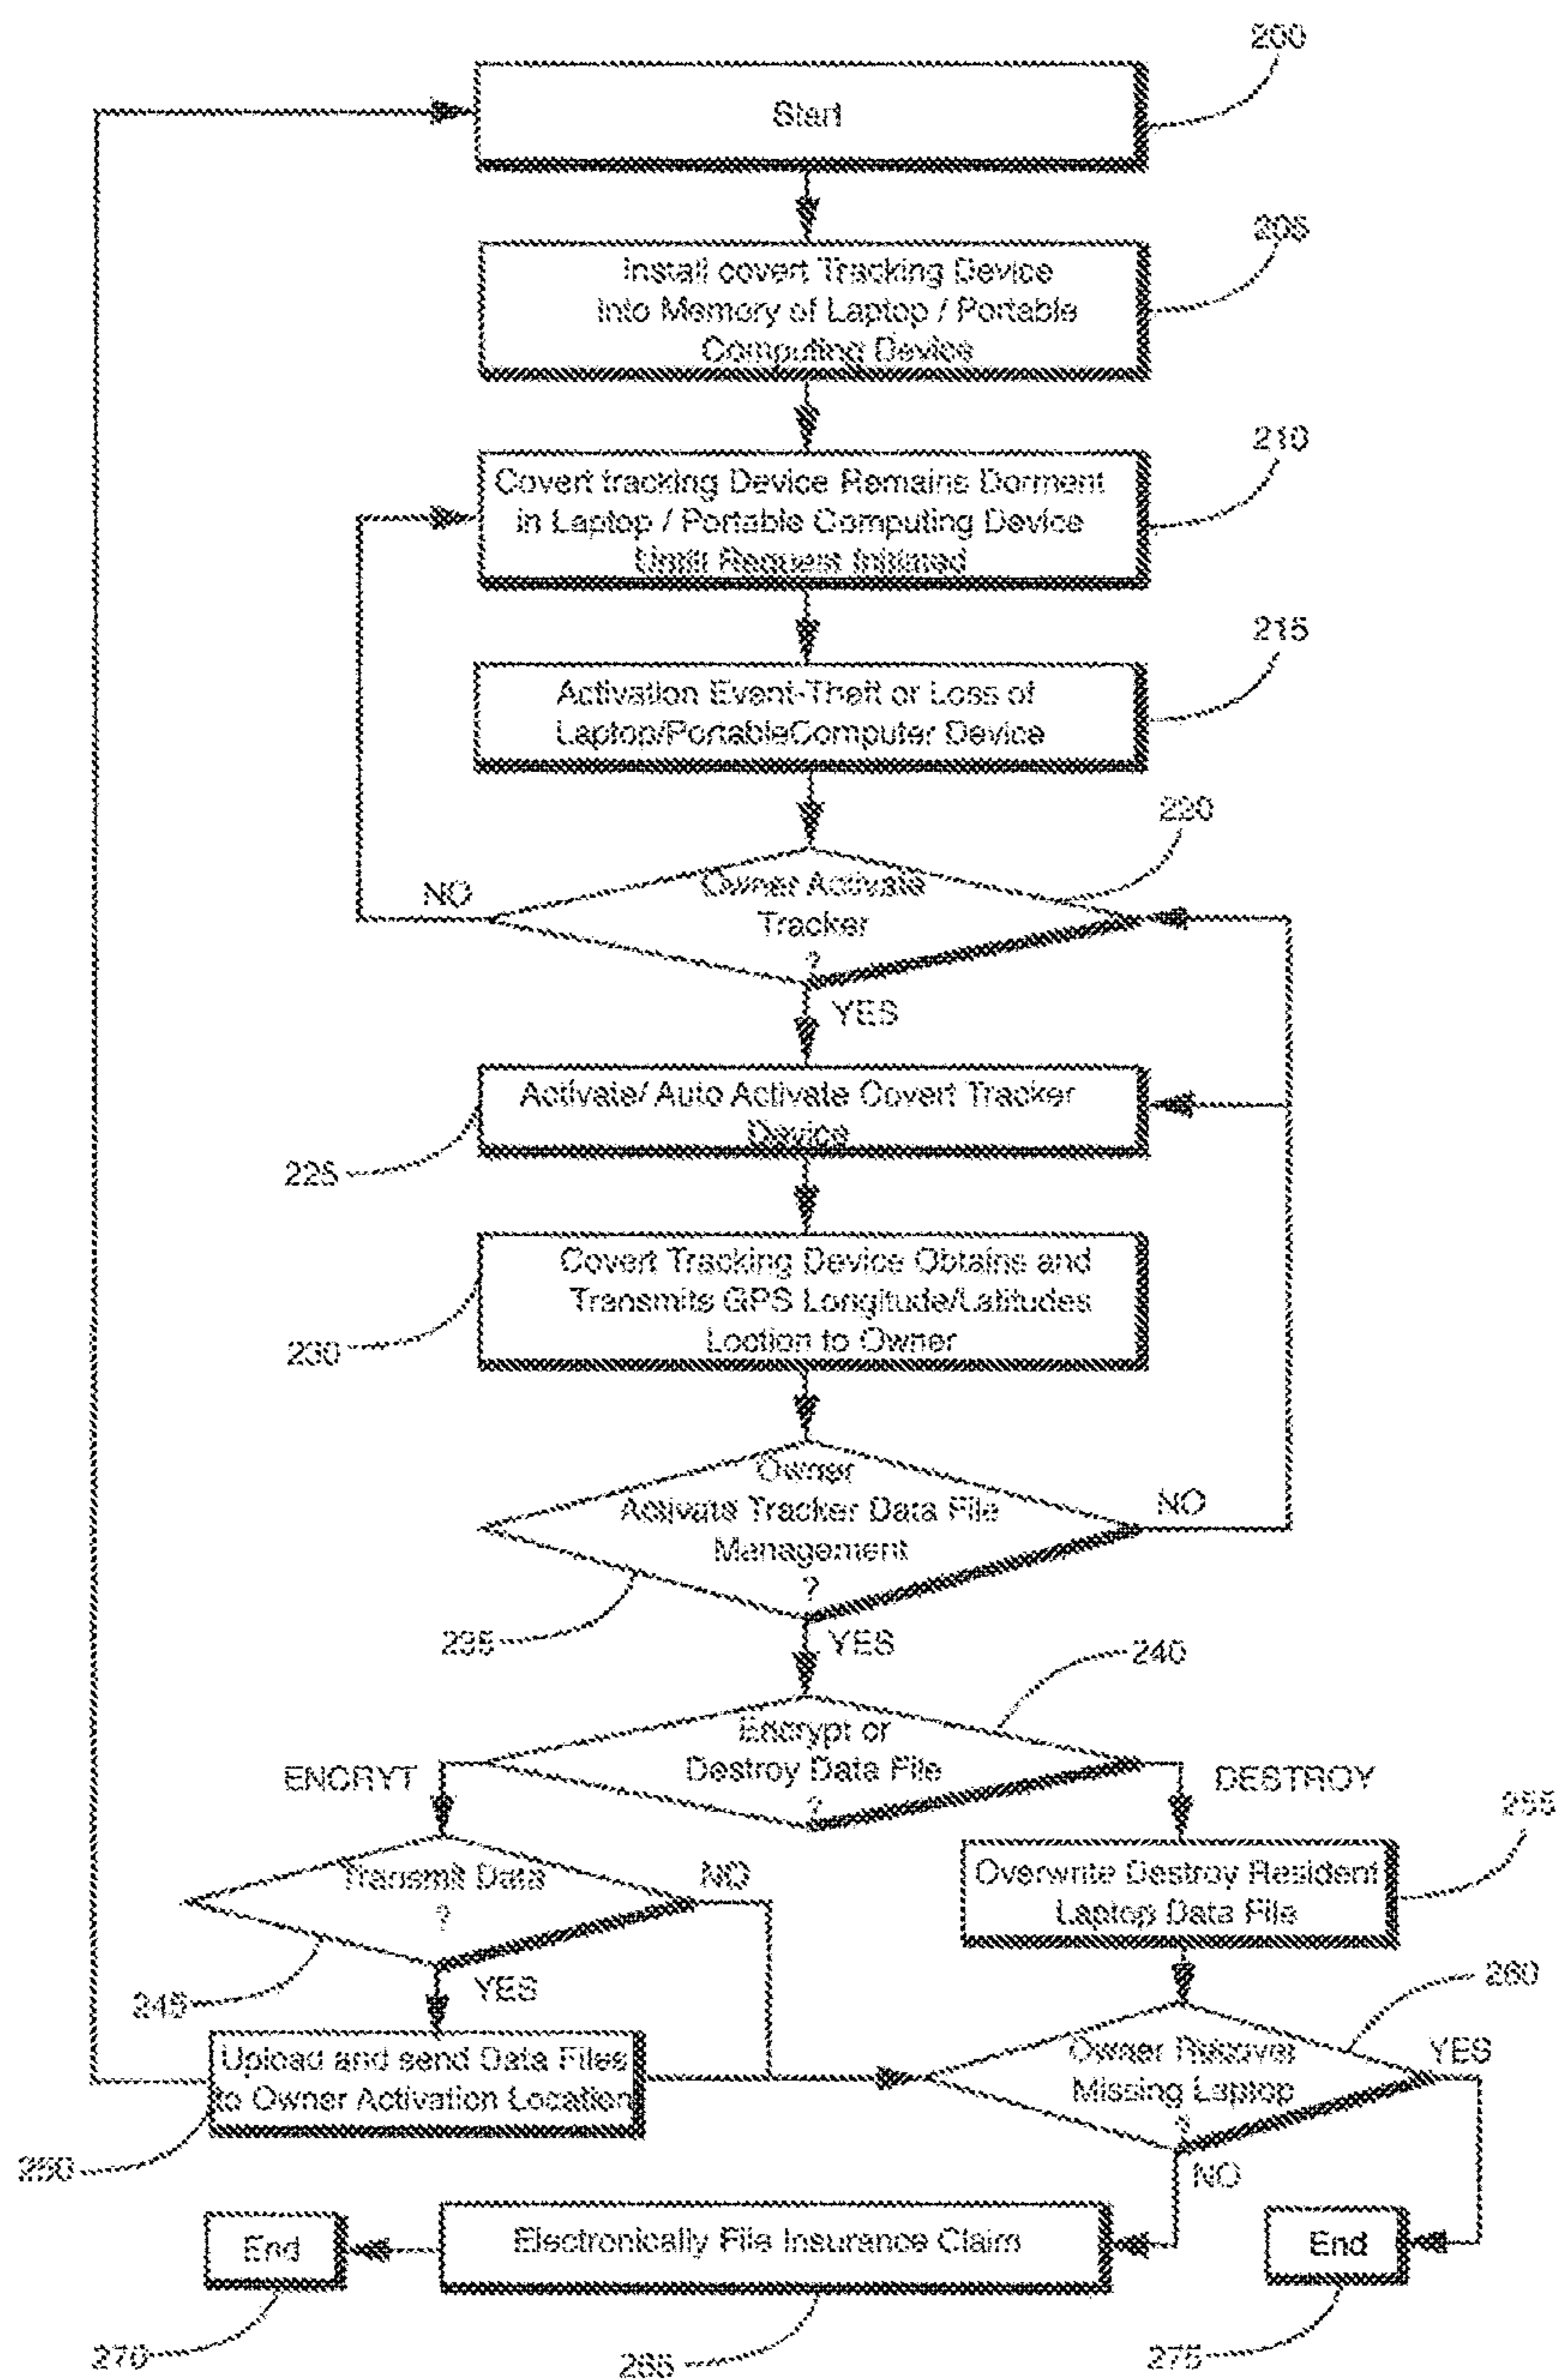 200
Start
205
Install covert Tracking Device
into Memory of Laptop / Portable
Computing Device
210
Covert tracking Device Remains Dorment
in Laptop / Portable Computing Device
Untill Request Initiated
215
Activation Event-Theft or Loss of
Laptop/PortableComputer Device
220
NO
Owner Activate
Tracker
?
YES
Activate/ Auto Activate Covert Tracker
Device
225
Covert Tracking Device Obtains and
Transmits GPS Longitude/Latitudes
Loction to Owner
230
Owner
Activate Tracker Data File
Management
?
NO
235
YES
240
Encrypt or
Destroy Data File
?
ENCRYT
DESTROY
255
Transmit Data
?
NO
Overwrite Destroy Resident
Laptop Data File
245
YES
260
Upload and send Data Files
to Owner Activation Location
Owner Recover
Missing Laptop
?
YES
250
NO
End
Electronically File Insurance Claim
End
270
265
275